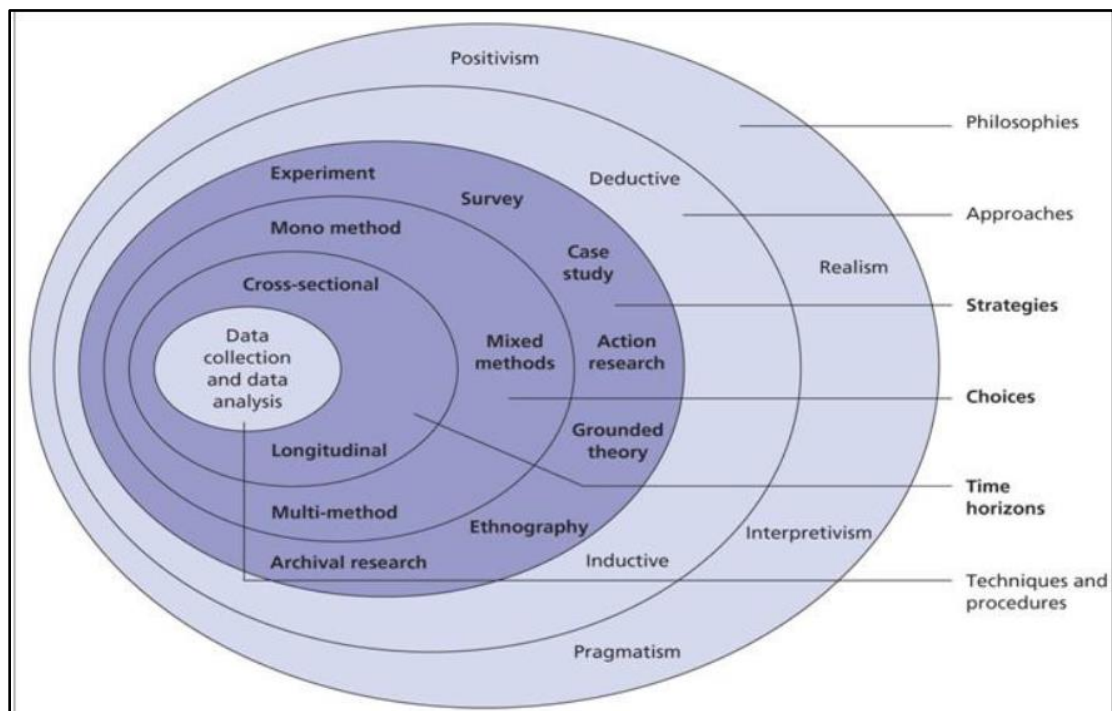 Positivism
Philosophies
Experiment
Deductive
Survey
Approaches
Mono method
Case
study
Realism
Cross-sectional
Strategies
Data
collection
and data
analysis
Mixed
methods
Action
research
Choices
Grounded
theory
Longitudinal
Time
horizons
Multi-method
Ethnography
Interpretivism
Archival research
Inductive
Techniques and
procedures
Pragmatism